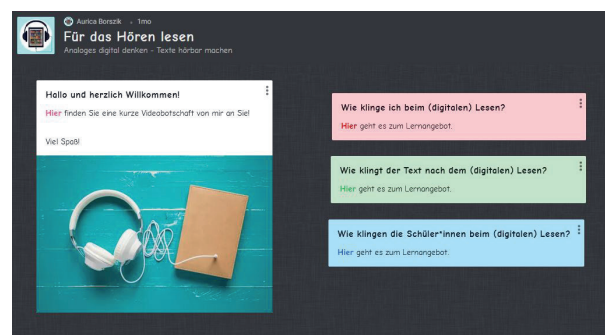 Aurica Borszik · 1mo
Für das Hören lesen
Analoges digital denken - Texte hörbar machen
Hallo und herzlich Willkommen!
Hier finden Sie eine kurze Videobotschaft von mir an Sie!
Viel Spaß!
Wie klinge ich beim (digitalen) Lesen?
Hier geht es zum Lernangebot.
Wie klingt der Text nach dem (digitalen) Lesen?
Hier geht es zum Lernangebot.
Wie klingen die Schüler*innen beim (digitalen) Lesen?
Hier geht es zum Lernangebot.